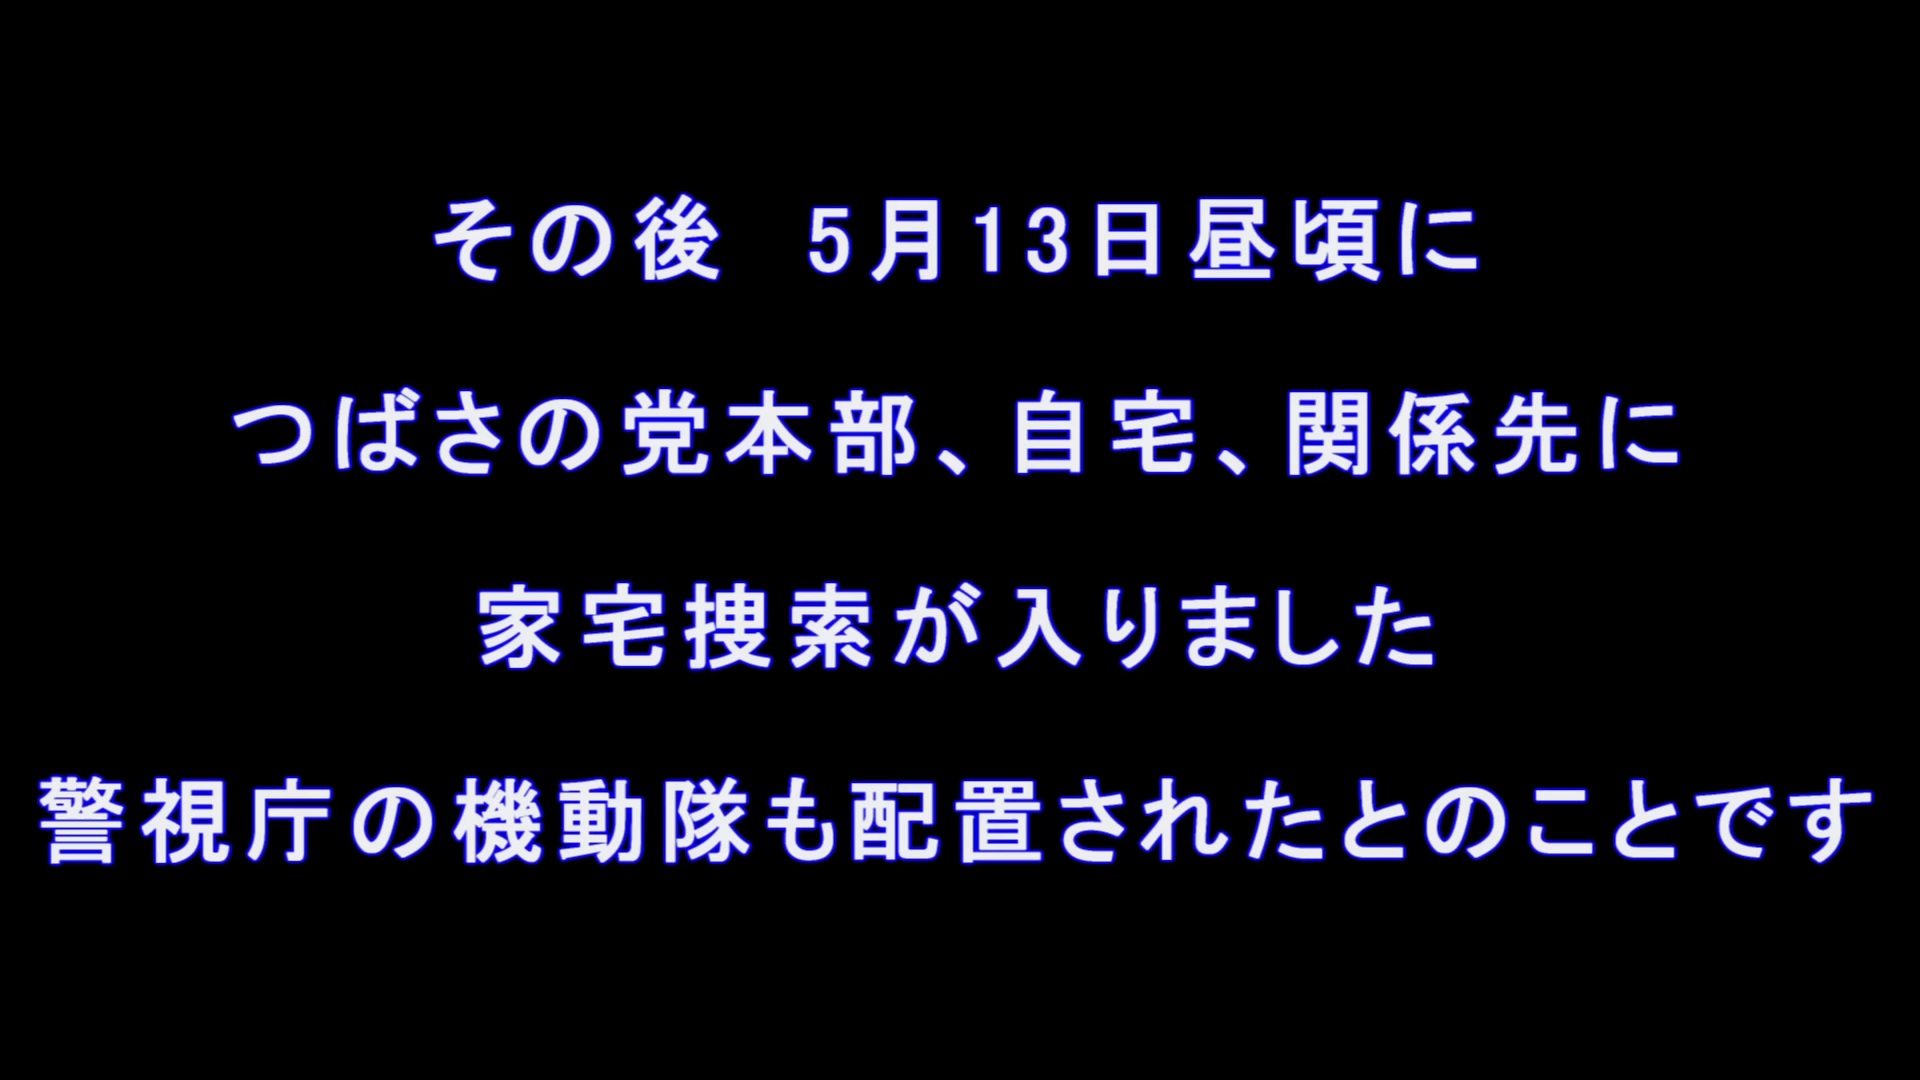 その後　5月13日昼頃に
つばさの党本部、自宅、関係先に
家宅捜索が入りました
警視庁の機動隊も配置されたとのことです